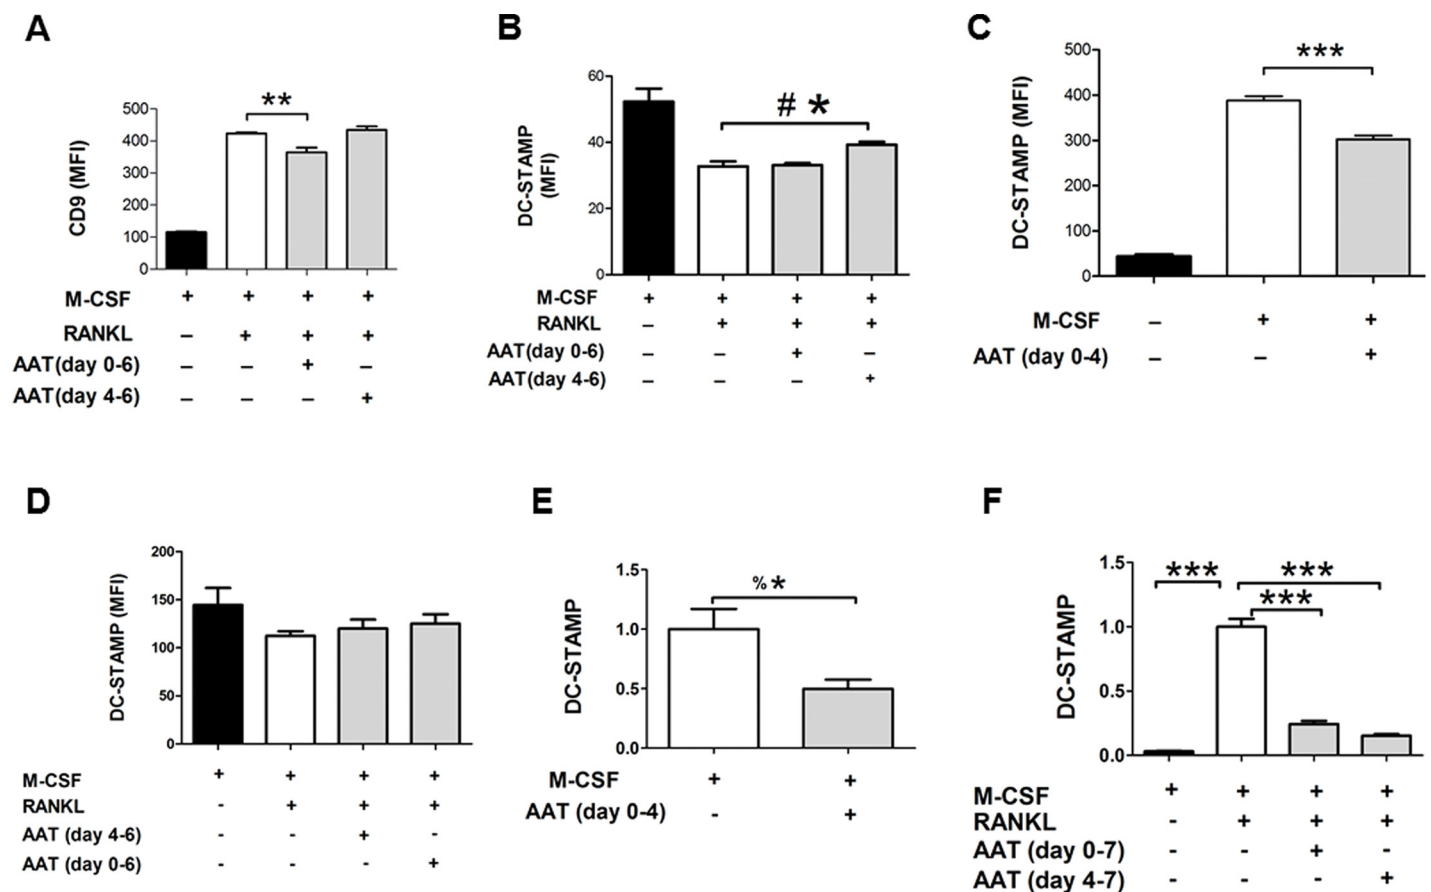 A
CD9 (MFI)
500
400
300
200
100
0
**
M-CSF + + + +
RANKL – + + +
AAT(day 0-6) – – + –
AAT(day 4-6) – – – +
B
DC-STAMP
(MFI)
60
40
20
0
# *
M-CSF + + + +
RANKL – + + +
AAT(day 0-6) – – + –
AAT(day 4-6) – – – +
C
DC-STAMP (MFI)
500
400
300
200
100
0
***
M-CSF – + +
AAT (day 0-4) – – +
D
DC-STAMP (MFI)
200
150
100
50
0
M-CSF + + + +
RANKL - + + +
AAT (day 4-6) - - + -
AAT (day 0-6) - - - +
E
DC-STAMP
1.5
1.0
0.5
0.0
% *
M-CSF + +
AAT (day 0-4) - +
F
DC-STAMP
1.5
1.0
0.5
0.0
*** ***
***
M-CSF + + + +
RANKL - + + +
AAT (day 0-7) - - + -
AAT (day 4-7) - - - +